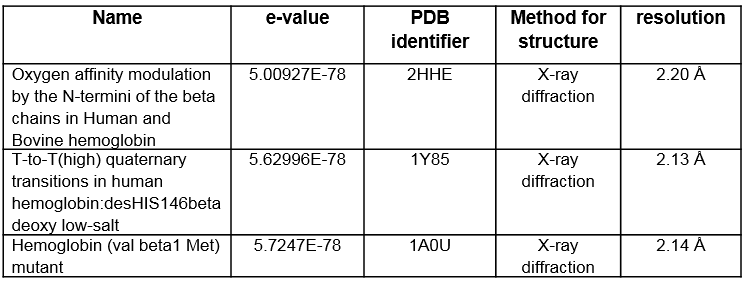 Name e-value PDB identifier Method for structure resolution
Oxygen affinity modulation 5.00927E-78 2HHE X-ray 2.20 Å
by the N-termini of the beta diffraction
chains in Human and
Bovine hemoglobin
T-to-T(high) quaternary 5.62996E-78 1Y85 X-ray 2.13 Å
transitions in human diffraction
hemoglobin:desHIS146beta
deoxy low-salt
Hemoglobin (val beta1 Met) 5.7247E-78 1A0U X-ray 2.14 Å
mutant diffraction